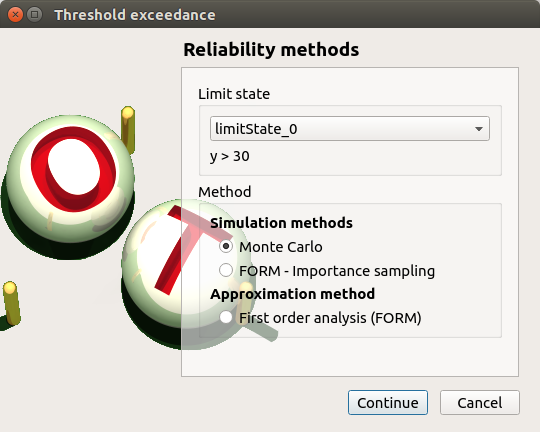 Threshold exceedance
Reliability methods
Limit state
limitState_0
y > 30
Method
Simulation methods
Monte Carlo
FORM - Importance sampling
Approximation method
First order analysis (FORM)
Continue
Cancel
O
T